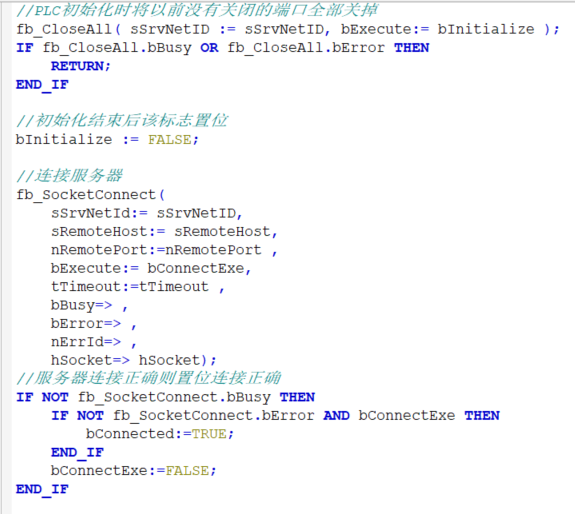 //PLC初始化时将以前没有关闭的端口全部关掉
fb_CloseAll( sSrvNetID := sSrvNetID, bExecute:= bInitialize );
IF fb_CloseAll.bBusy OR fb_CloseAll.bError THEN
    RETURN;
END_IF

//初始化结束后该标志置位
bInitialize := FALSE;

//连接服务器
fb_SocketConnect(
    sSrvNetId:= sSrvNetID,
    sRemoteHost:= sRemoteHost,
    nRemotePort:=nRemotePort ,
    bExecute:= bConnectExe,
    tTimeout:=tTimeout ,
    bBusy=> ,
    bError=> ,
    nErrId=> ,
    hSocket=> hSocket);
//服务器连接正确则置位连接正确
IF NOT fb_SocketConnect.bBusy THEN
    IF NOT fb_SocketConnect.bError AND bConnectExe THEN
        bConnected:=TRUE;
    END_IF
    bConnectExe:=FALSE;
END_IF